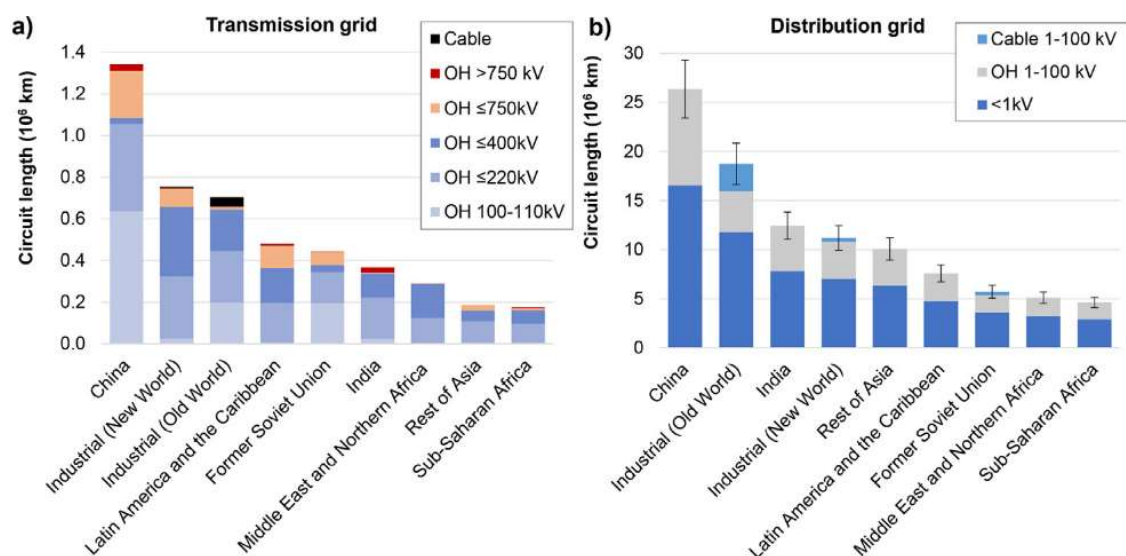 a)
Transmission grid
Circuit length (10⁶ km)
1.4
1.2
1.0
0.8
0.6
0.4
0.2
0.0
Cable
OH >750 kV
OH ≤750kV
OH ≤400kV
OH ≤220kV
OH 100-110kV
China
Industrial (New World)
Industrial (Old World)
Latin America and the Caribbean
Former Soviet Union
India
Middle East and Northern Africa
Rest of Asia
Sub-Saharan Africa
b)
Distribution grid
Circuit length (10⁶ km)
30
25
20
15
10
5
0
Cable 1-100 kV
OH 1-100 kV
<1kV
China
Industrial (Old World)
India
Industrial (New World)
Rest of Asia
Latin America and the Caribbean
Former Soviet Union
Middle East and Northern Africa
Sub-Saharan Africa